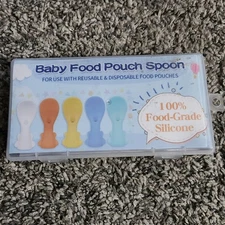 Baby Food Pouch Spoon
FOR USE WITH REUSABLE & DISPOSABLE FOOD POUCHES
100%
Food-Grade
Silicone